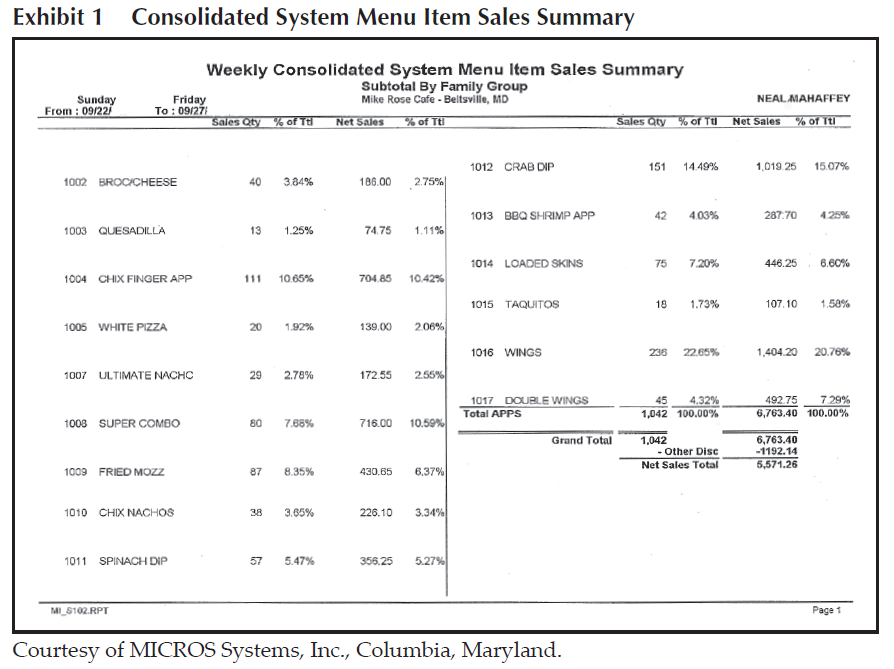 Exhibit 1 Consolidated System Menu Item Sales Summary
Weekly Consolidated System Menu Item Sales Summary
Subtotal By Family Group
Mike Rose Cafe - Beltsville, MD
Sunday Friday NEAL MAHAFFEY
From : 09/22/ To : 09/27/
Sales Qty % of Ttl Net Sales % of Ttl
1002 BROC/CHEESE 40 3.84% 186.00 2.75%
1003 QUESADILLA 13 1.25% 74.75 1.11%
1004 CHIX FINGER APP 111 10.65% 704.85 10.42%
1005 WHITE PIZZA 20 1.92% 139.00 2.06%
1007 ULTIMATE NACHC 29 2.78% 172.55 2.55%
1008 SUPER COMBO 80 7.68% 716.00 10.59%
1009 FRIED MOZZ 87 8.35% 430.65 6.37%
1010 CHIX NACHOS 38 3.65% 226.10 3.34%
1011 SPINACH DIP 57 5.47% 356.25 5.27%
Sales Qty % of Ttl Net Sales % of Ttl
1012 CRAB DIP 151 14.49% 1,019.25 15.07%
1013 BBQ SHRIMP APP 42 4.03% 287.70 4.25%
1014 LOADED SKINS 75 7.20% 446.25 6.60%
1015 TAQUITOS 18 1.73% 107.10 1.58%
1016 WINGS 236 22.65% 1,404.20 20.76%
1017 DOUBLE WINGS 45 4.32% 492.75 7.29%
Total APPS 1,042 100.00% 6,763.40 100.00%
Grand Total 1,042 6,763.40
- Other Disc -1192.14
Net Sales Total 5,571.26
MI_S102.RPT Page 1
Courtesy of MICROS Systems, Inc., Columbia, Maryland.